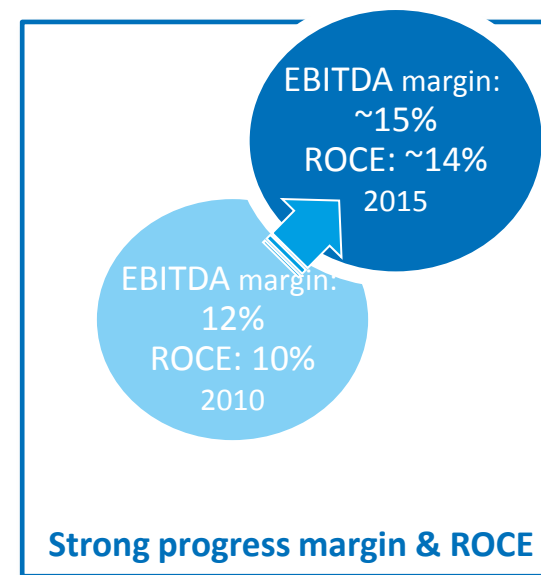 EBITDA margin:
~15%
ROCE: ~14%
2015
EBITDA margin:
12%
ROCE: 10%
2010
Strong progress margin & ROCE